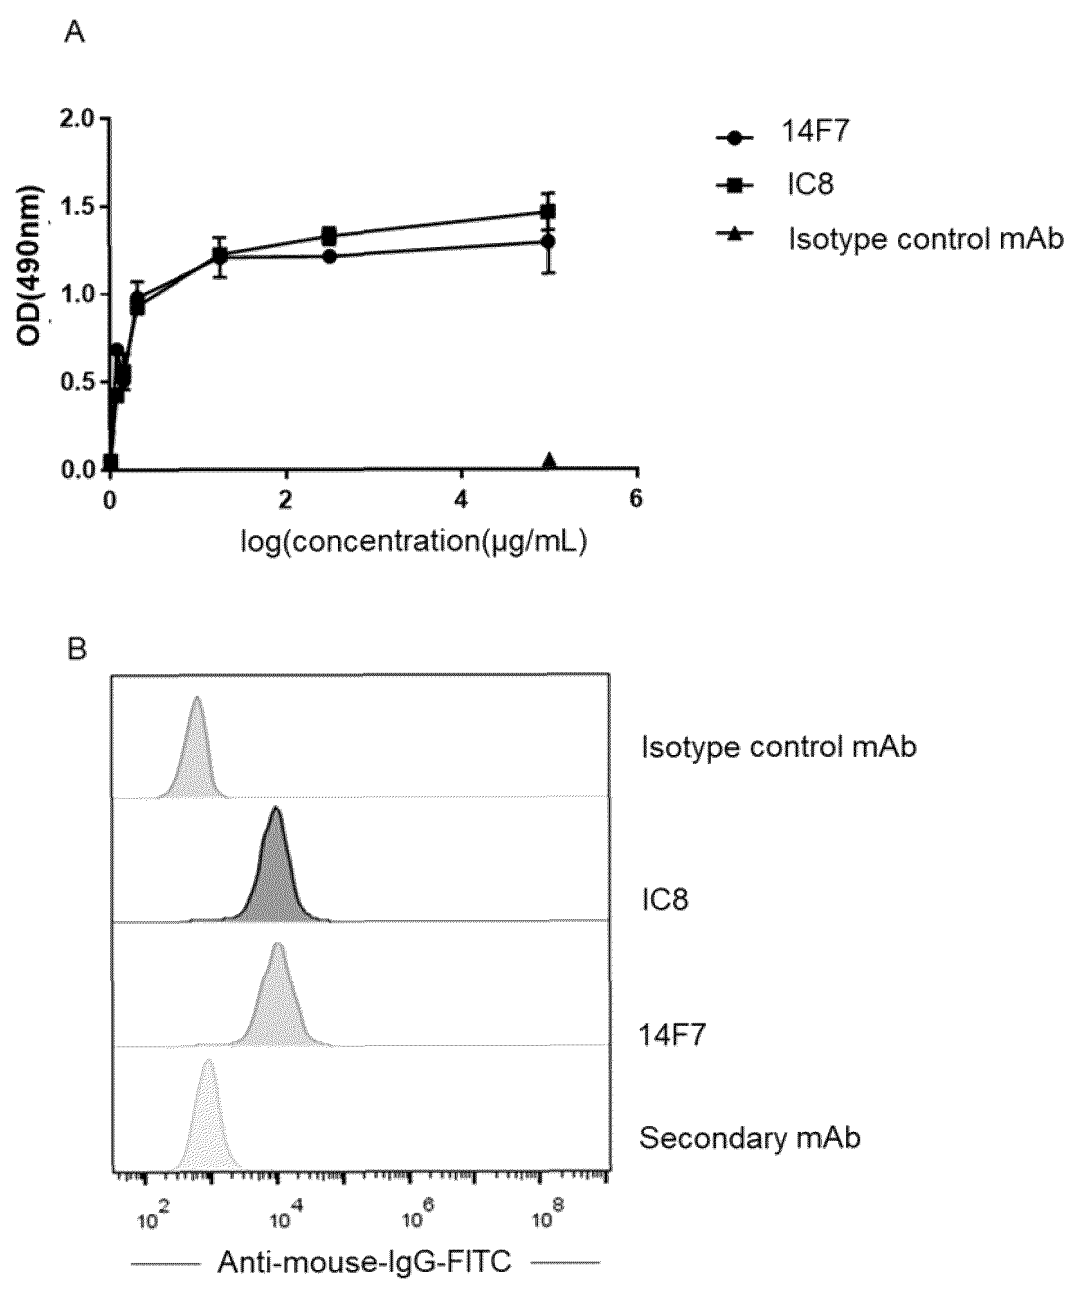 A
2.0
1.5
1.0
0.5
0.0
OD(490nm)
0 2 4 6
log(concentration(µg/mL)
14F7
IC8
Isotype control mAb
B
Isotype control mAb
IC8
14F7
Secondary mAb
10^2 10^4 10^6 10^8
Anti-mouse-IgG-FITC